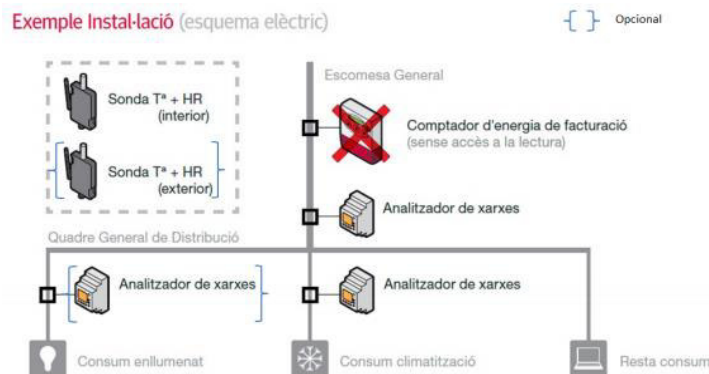 Exemple Instal·lació (esquema elèctric)
Opcional
Sonda Tª + HR
(interior)
Sonda Tª + HR
(exterior)
Escomesa General
Comptador d'energia de facturació
(sense accès a la lectura)
Analitzador de xarxes
Quadre General de Distribució
Analitzador de xarxes
Analitzador de xarxes
Consum enllumenat
Consum climatització
Resta consum